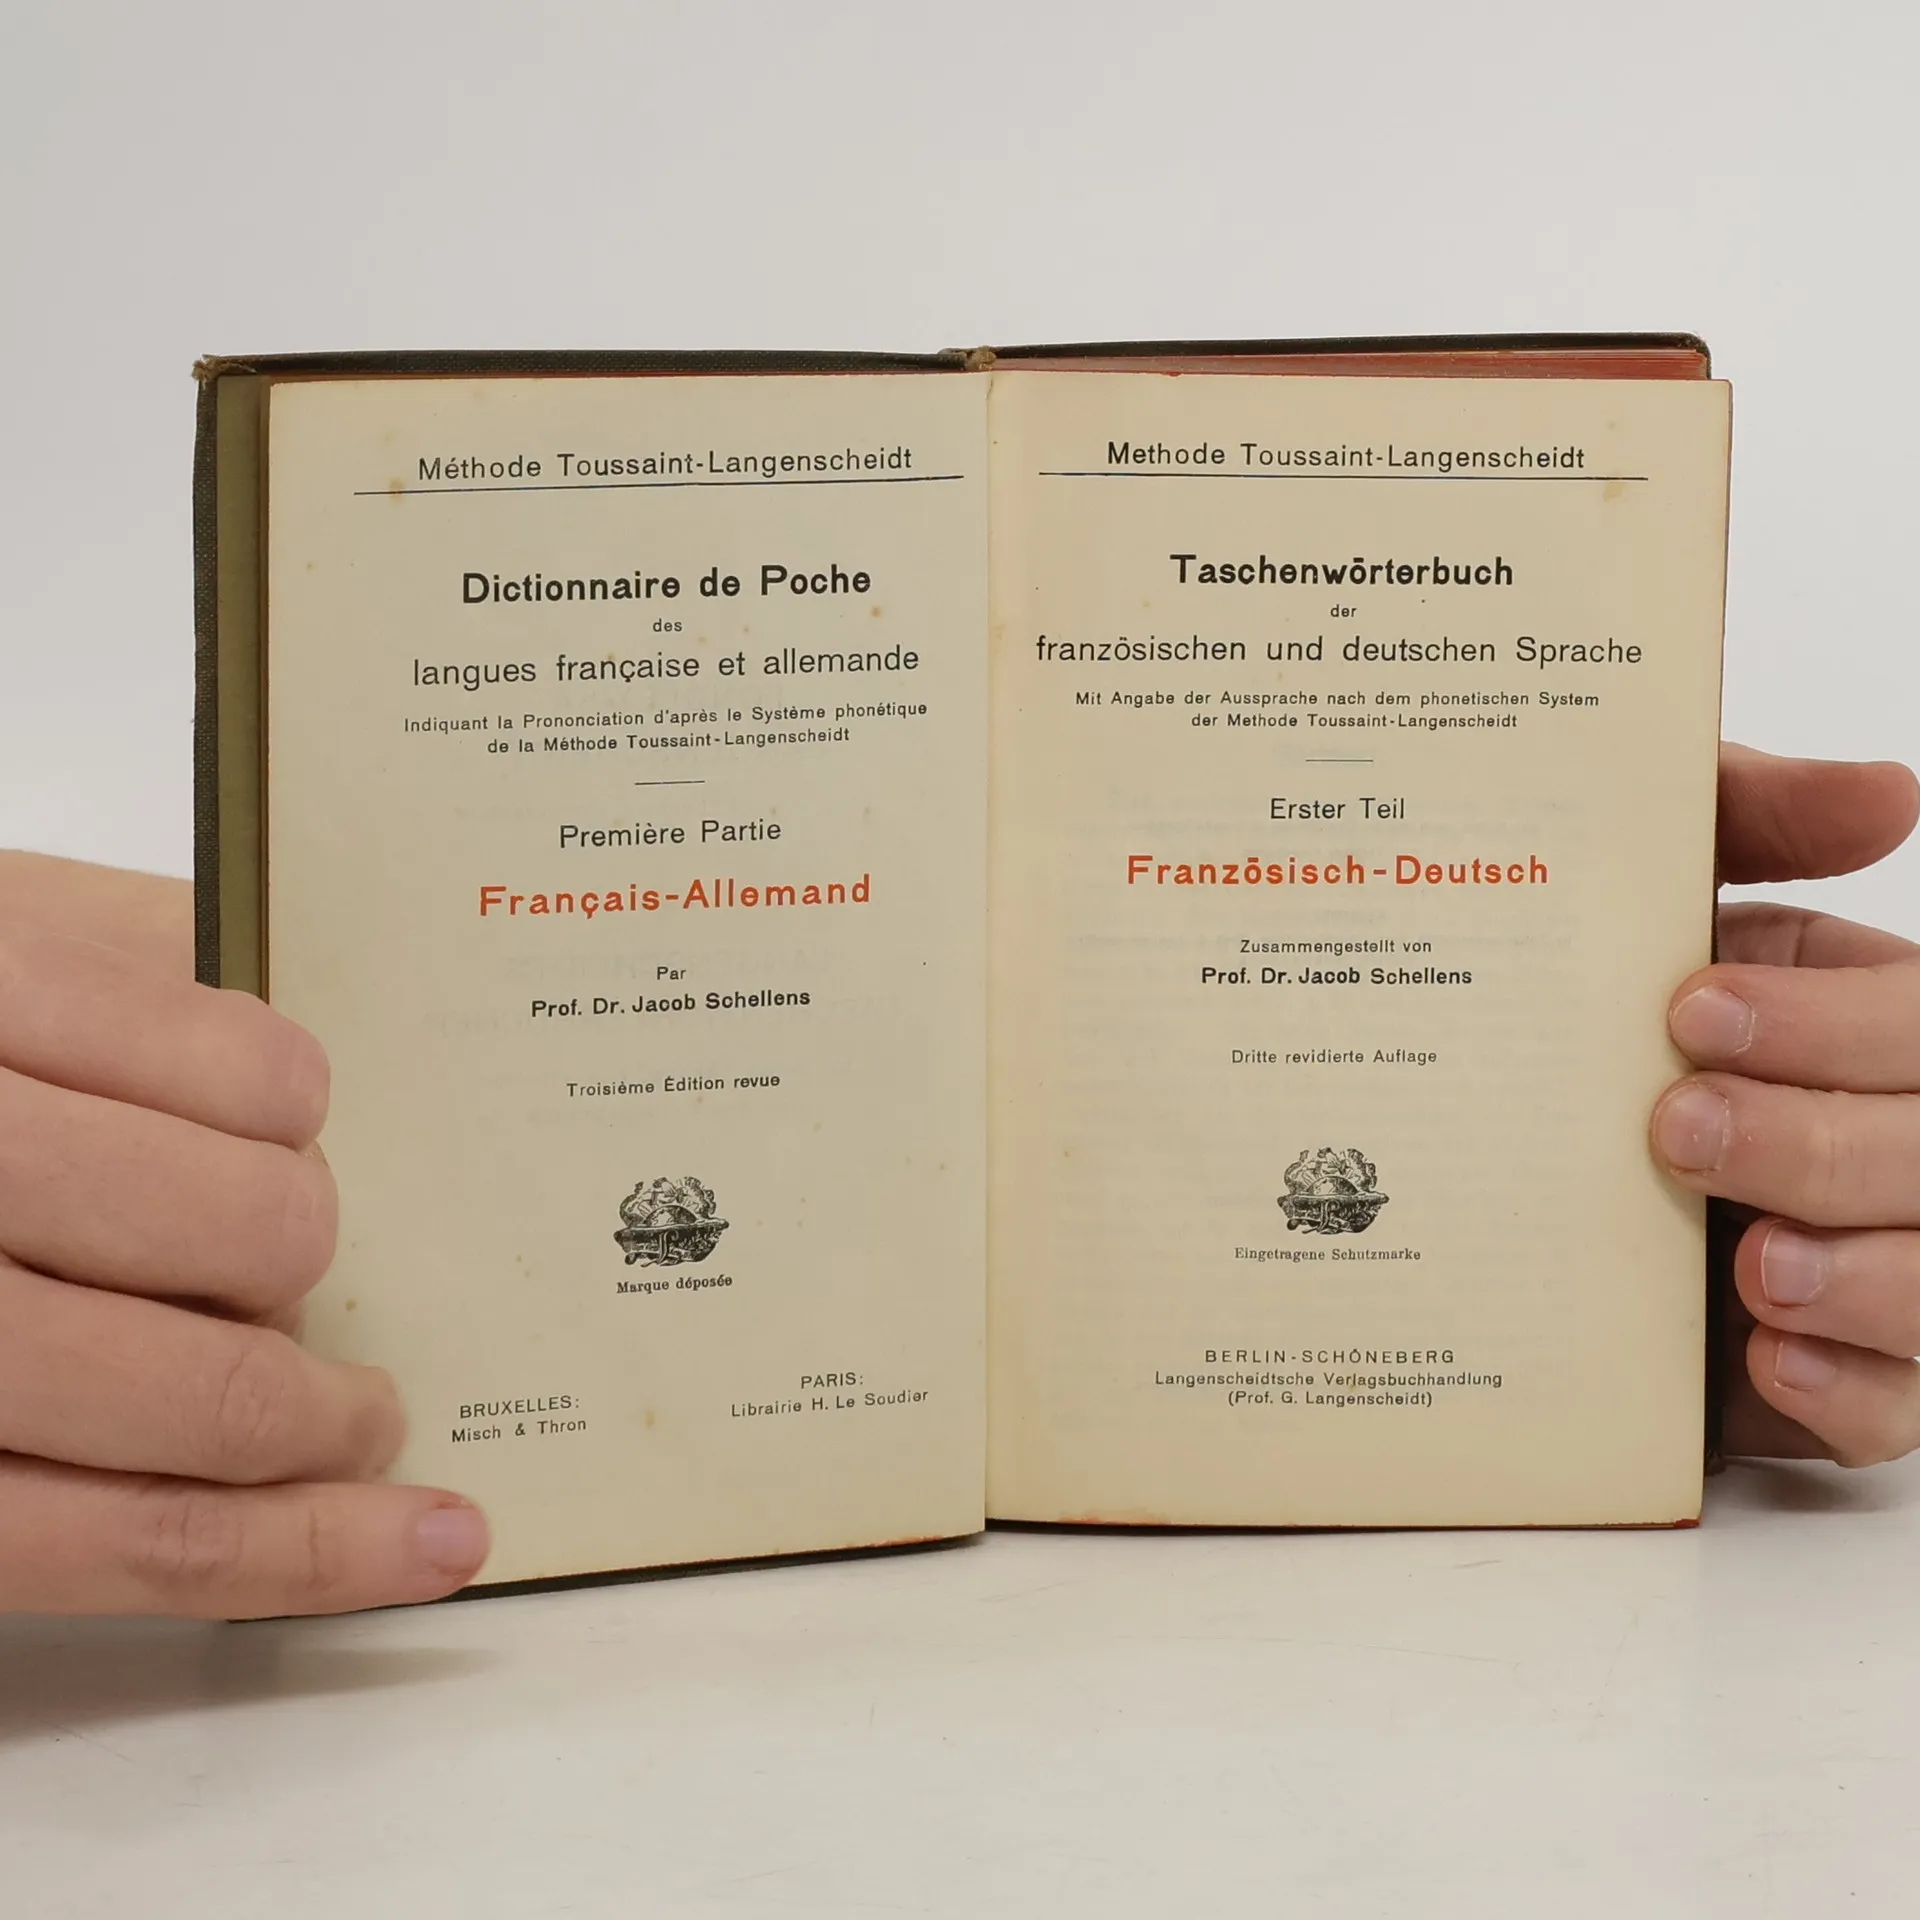 Méthode Toussaint-Langenscheidt
Dictionnaire de Poche
des
langues française et allemande
Indiquant la Prononciation d'après le Système phonétique
de la Méthode Toussaint-Langenscheidt
Première Partie
Français-Allemand
Par
Prof. Dr. Jacob Schellens
Troisième Édition revue
Marque déposée
BRUXELLES:
Misch & Thron
PARIS:
Librairie H. Le Soudier
Methode Toussaint-Langenscheidt
Taschenwörterbuch
der
französischen und deutschen Sprache
Mit Angabe der Aussprache nach dem phonetischen System
der Methode Toussaint-Langenscheidt
Erster Teil
Französisch-Deutsch
Zusammengestellt von
Prof. Dr. Jacob Schellens
Dritte revidierte Auflage
Eingetragene Schutzmarke
BERLIN-SCHÖNEBERG
Langenscheidtsche Verlagsbuchhandlung
(Prof. G. Langenscheidt)